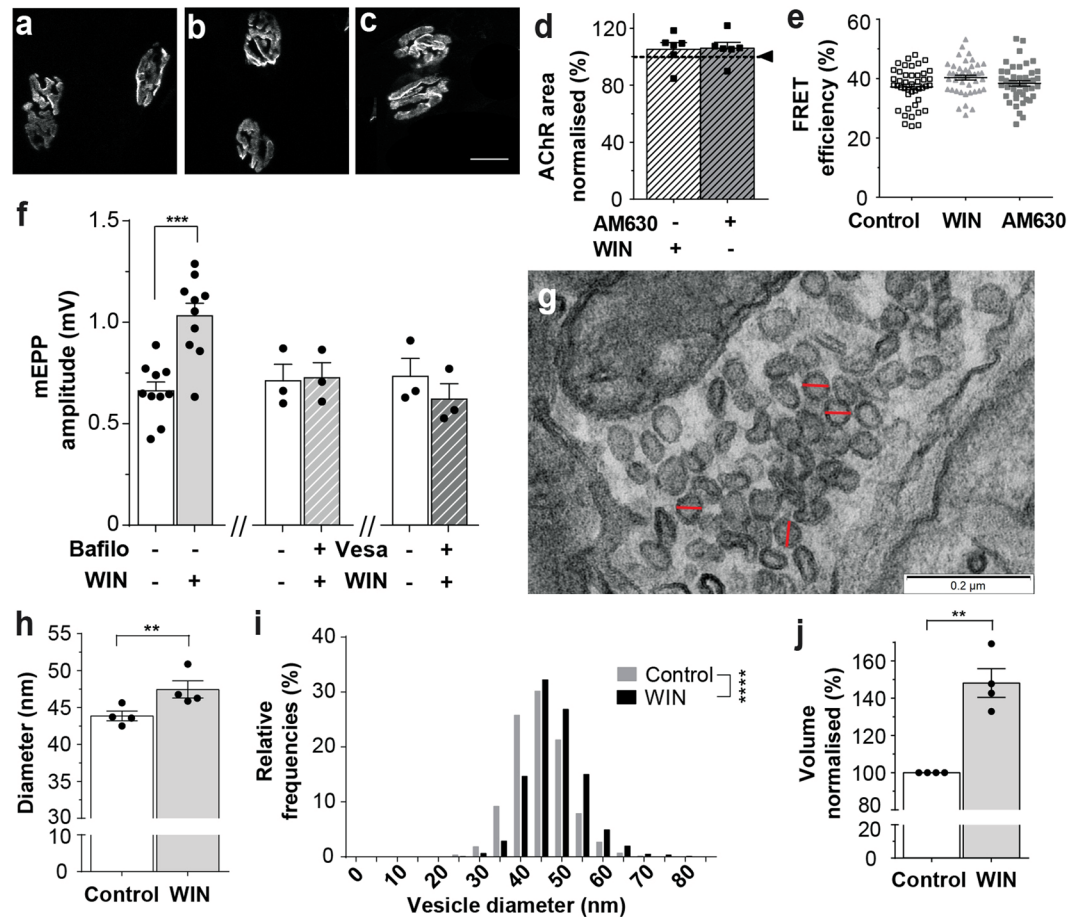 a
b
c
d
AChR area
normalised (%)
120
80
40
0
AM630 - +
WIN + -
e
FRET
efficiency (%)
60
40
20
0
Control WIN AM630
f
mEPP
amplitude (mV)
1.5
1.0
0.5
0
***
// //
Bafilo - - - + Vesa - +
WIN - + - + WIN - +
g
0.2 µm
h
Diameter (nm)
55
50
45
40
35
30
10
0
**
Control WIN
i
Relative
frequencies (%)
40
30
20
10
0
Control
WIN
****
0 10 20 30 40 50 60 70 80
Vesicle diameter (nm)
j
Volume
normalised (%)
160
140
120
100
80
20
0
**
Control WIN